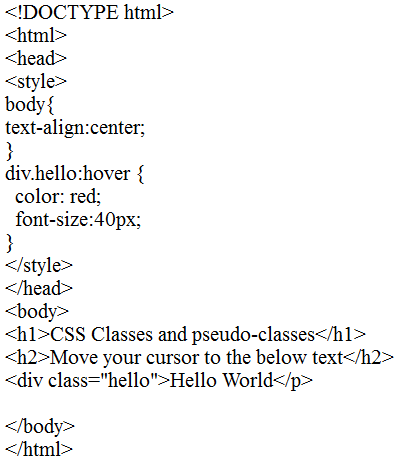 <!DOCTYPE html>
<html>
<head>
<style>
body{
text-align:center;
}
div.hello:hover {
  color: red;
  font-size:40px;
}
</style>
</head>
<body>
<h1>CSS Classes and pseudo-classes</h1>
<h2>Move your cursor to the below text</h2>
<div class="hello">Hello World</p>

</body>
</html>